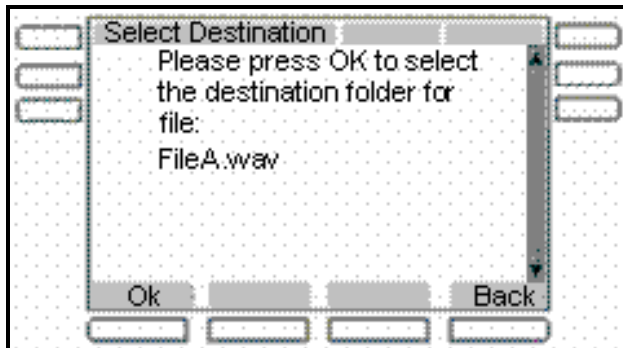 Select Destination
Please press OK to select
the destination folder for
file:
FileA.wav
Ok Back